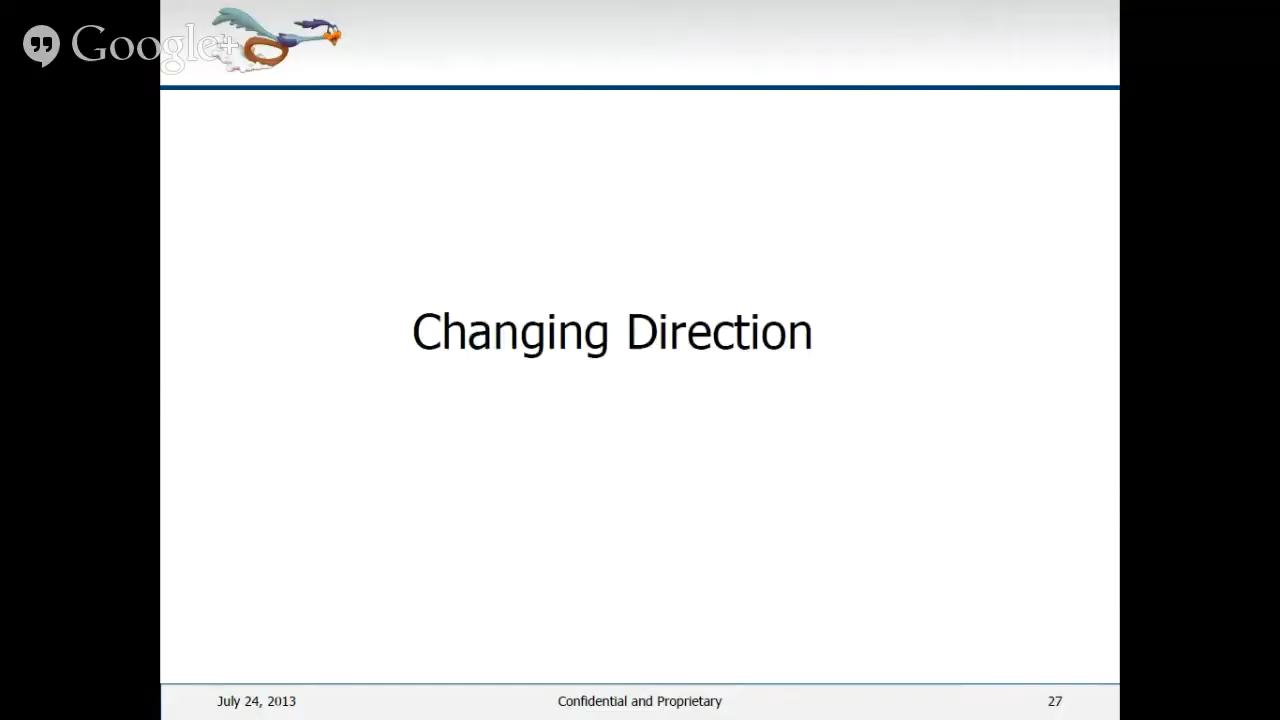 Google+
Changing Direction
July 24, 2013 Confidential and Proprietary 27